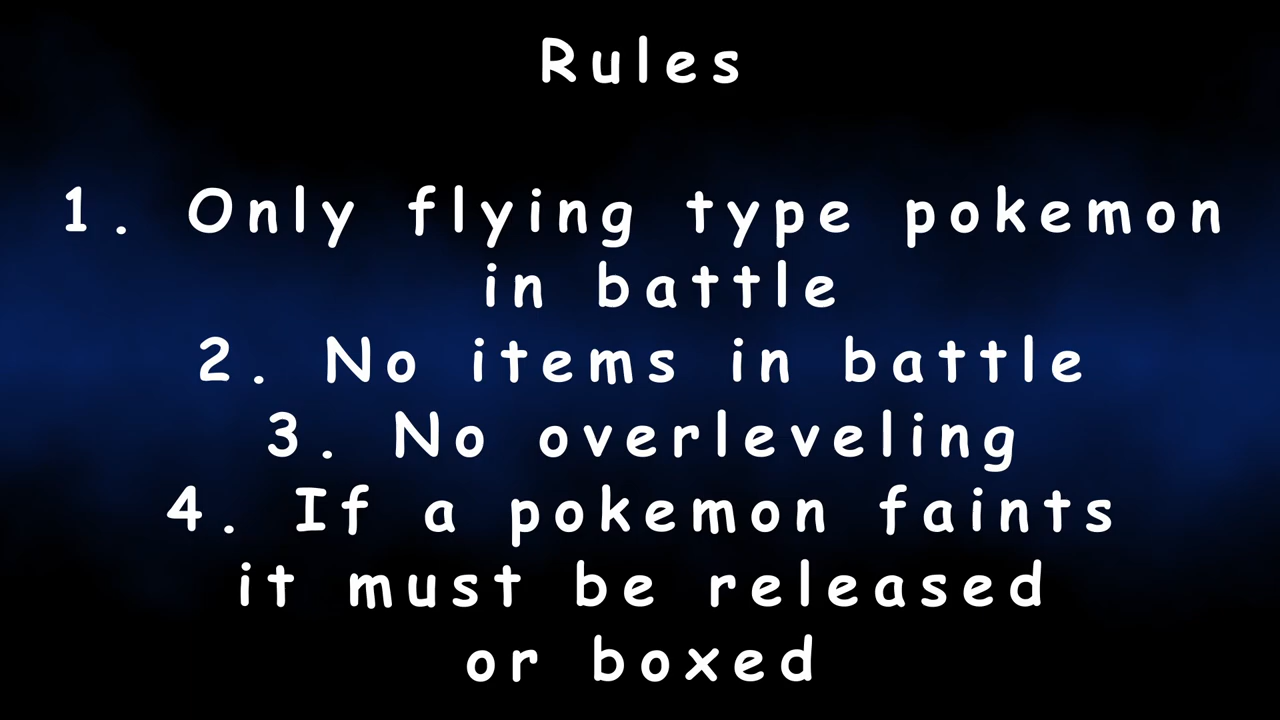 Rules
1. Only flying type pokemon
in battle
2. No items in battle
3. No overleveling
4. If a pokemon faints
it must be released
or boxed